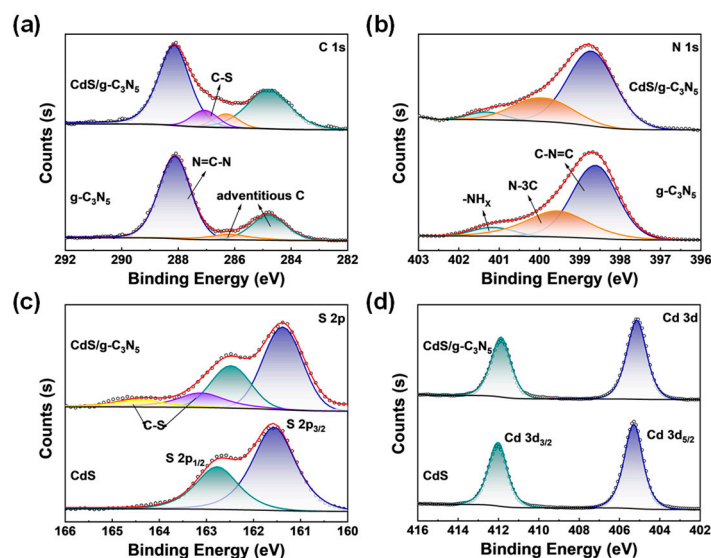 (a)
C 1s
CdS/g-C3N5
C-S
N=C-N
g-C3N5
adventitious C
Counts (s)
292 290 288 286 284 282
Binding Energy (eV)
(b)
N 1s
CdS/g-C3N5
C-N=C
N-3C
-NHX
g-C3N5
Counts (s)
403 402 401 400 399 398 397 396
Binding Energy (eV)
(c)
S 2p
CdS/g-C3N5
C-S
S 2p3/2
S 2p1/2
CdS
Counts (s)
166 165 164 163 162 161 160
Binding Energy (eV)
(d)
Cd 3d
CdS/g-C3N5
Cd 3d3/2
Cd 3d5/2
CdS
Counts (s)
416 414 412 410 408 406 404 402
Binding Energy (eV)